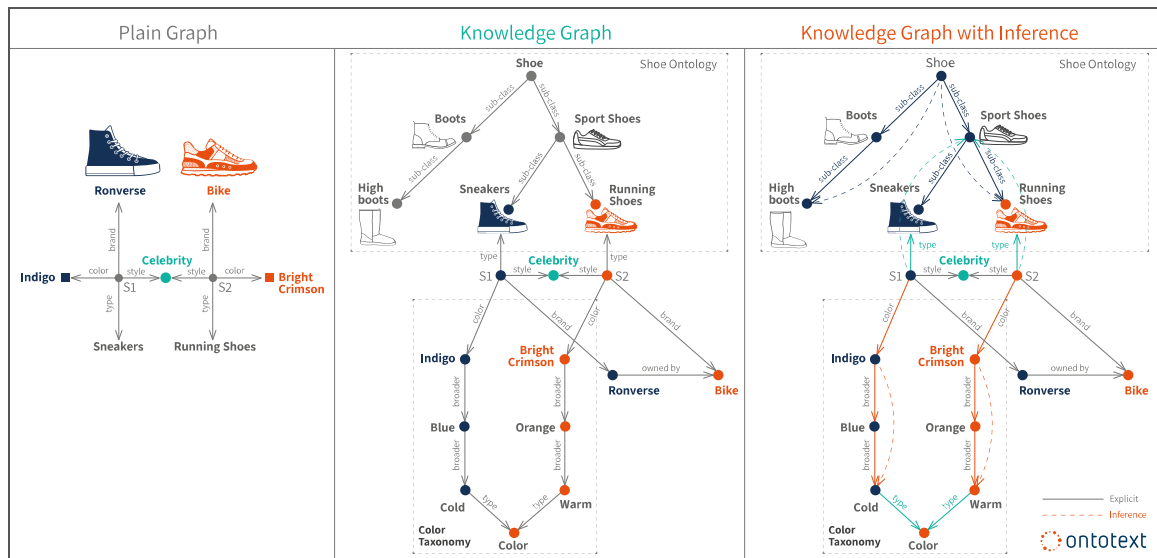 Plain Graph
Ronverse
Bike
brand
brand
Indigo
color
style
Celebrity
style
color
Bright
Crimson
S1
S2
type
type
Sneakers
Running Shoes
Knowledge Graph
Shoe Ontology
Shoe
sub-class
sub-class
Boots
Sport Shoes
sub-class
sub-class
sub-class
High
boots
Sneakers
Running
Shoes
type
type
Celebrity
S1
style
style
S2
color
brand
color
brand
Indigo
Bright
Crimson
owned by
Ronverse
Bike
broader
broader
Blue
Orange
broader
broader
Cold
Warm
type
type
Color
Taxonomy
Color
Knowledge Graph with Inference
Shoe Ontology
Shoe
sub-class
sub-class
Boots
Sport Shoes
sub-class
sub-class
sub-class
High
boots
Sneakers
Running
Shoes
type
type
Celebrity
S1
style
style
S2
color
brand
color
brand
Indigo
Bright
Crimson
owned by
Ronverse
Bike
broader
broader
Blue
Orange
broader
broader
Cold
Warm
type
type
Color
Taxonomy
Color
Explicit
Inference
ontotext